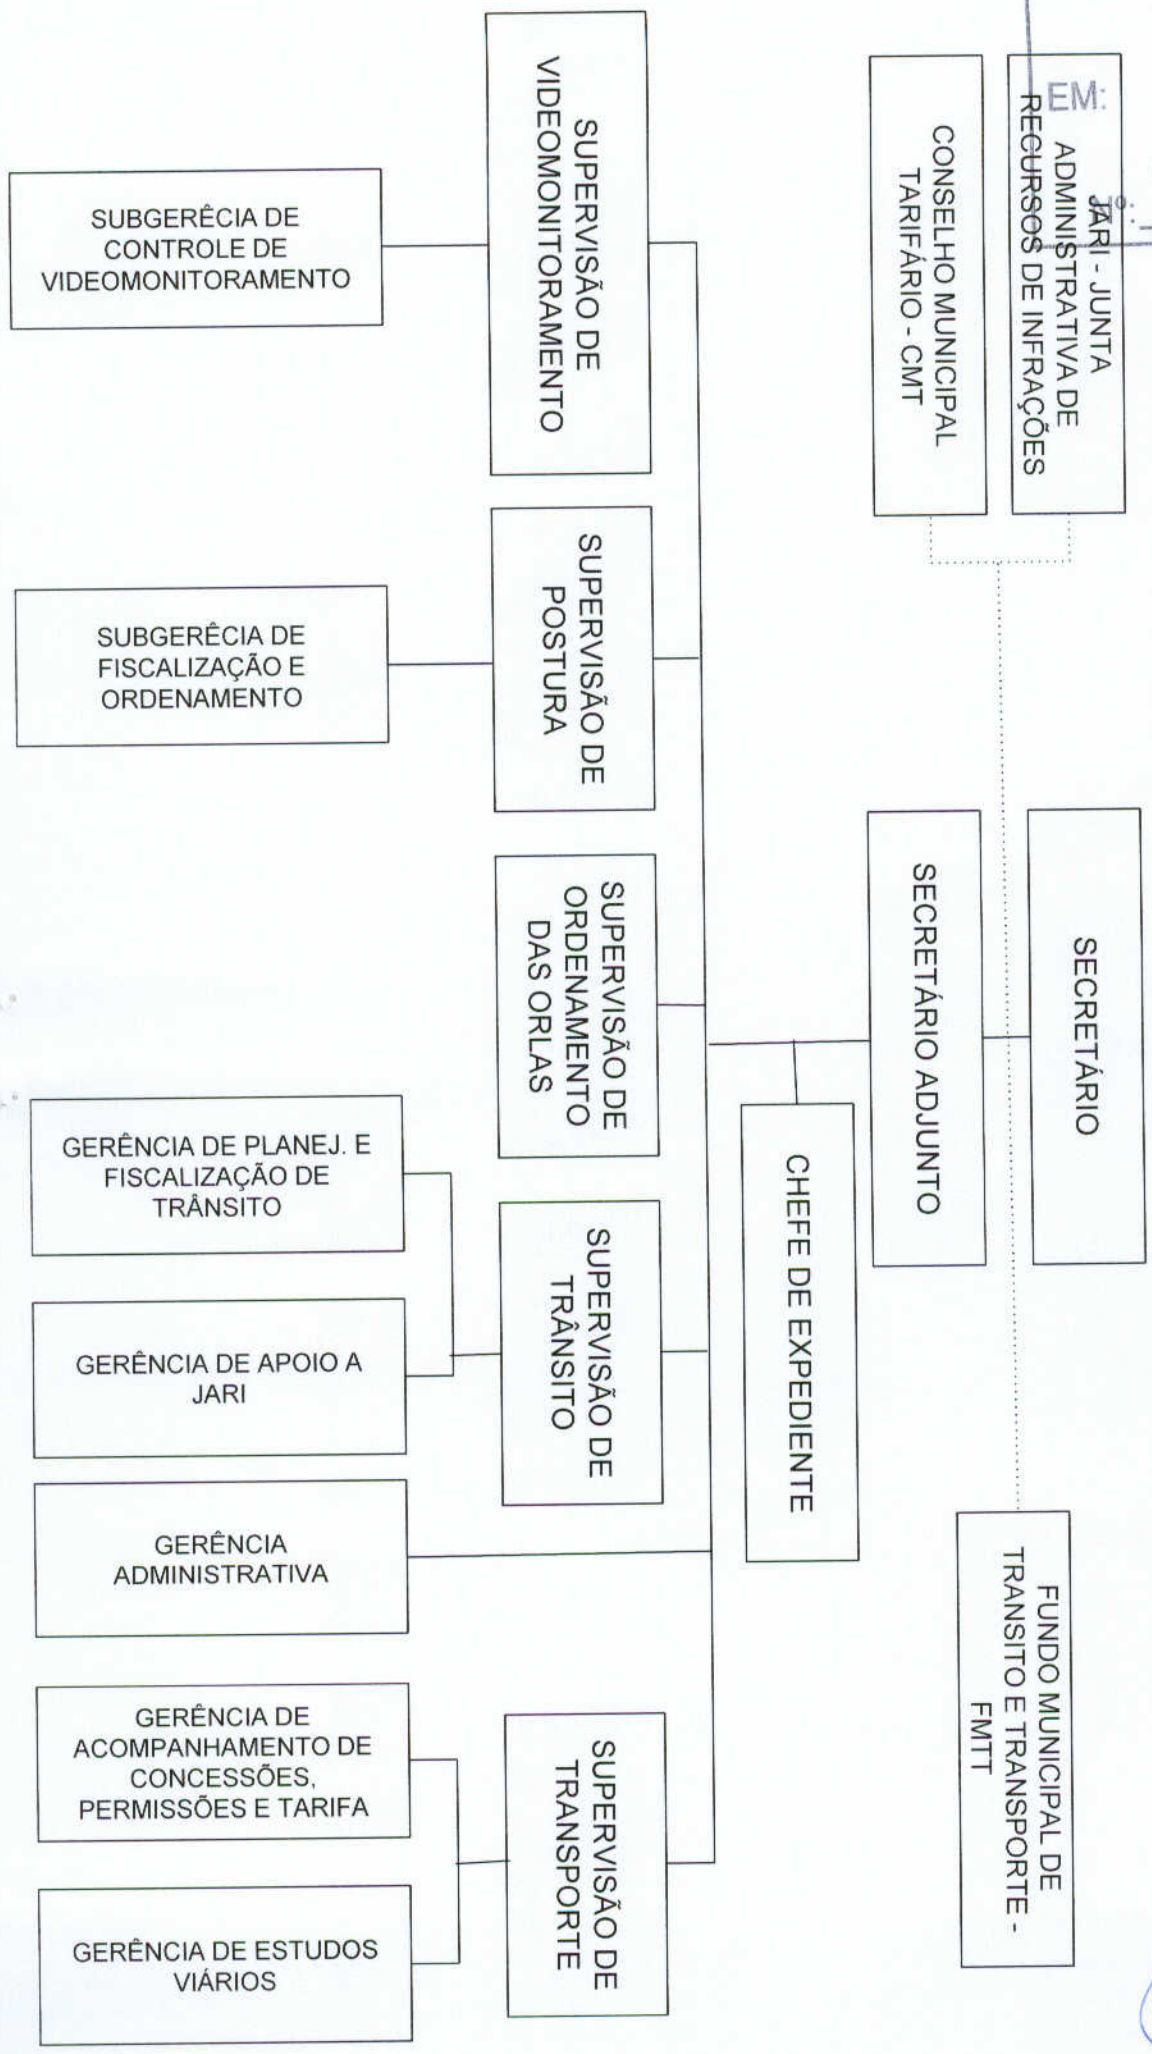 SECRETÁRIO
JARI - JUNTA
ADMINISTRATIVA DE
RECURSOS DE INFRAÇÕES
EM:
Nº:
CONSELHO MUNICIPAL
TARIFÁRIO - CMT
FUNDO MUNICIPAL DE
TRANSITO E TRANSPORTE -
FMTT
SECRETÁRIO ADJUNTO
CHEFE DE EXPEDIENTE
SUPERVISÃO DE
VIDEOMONITORAMENTO
SUPERVISÃO DE
POSTURA
SUPERVISÃO DE
ORDENAMENTO
DAS ORLAS
SUPERVISÃO DE
TRÂNSITO
SUPERVISÃO DE
TRANSPORTE
SUBGERÊCIA DE
CONTROLE DE
VIDEOMONITORAMENTO
SUBGERÊCIA DE
FISCALIZAÇÃO E
ORDENAMENTO
GERÊNCIA DE PLANEJ. E
FISCALIZAÇÃO DE
TRÂNSITO
GERÊNCIA DE APOIO A
JARI
GERÊNCIA
ADMINISTRATIVA
GERÊNCIA DE
ACOMPANHAMENTO DE
CONCESSÕES,
PERMISSÕES E TARIFA
GERÊNCIA DE ESTUDOS
VIÁRIOS